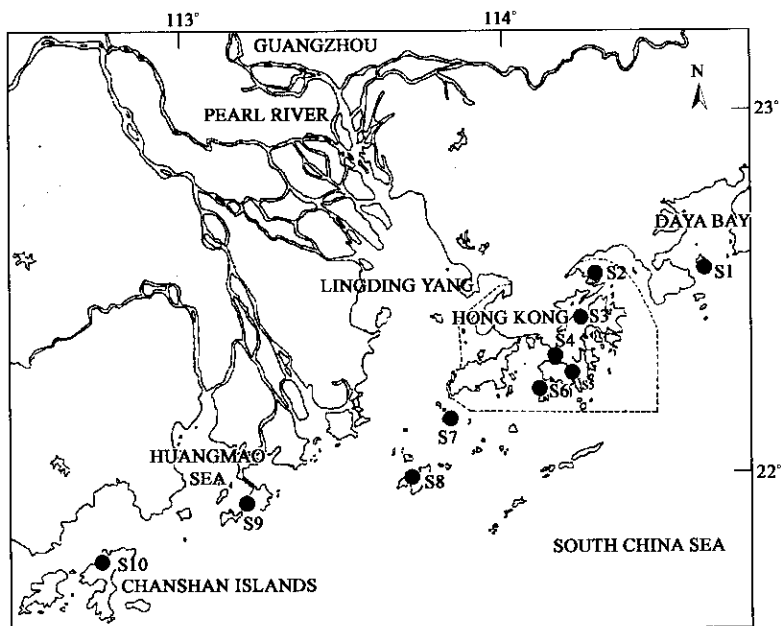 113°
114°
GUANGZHOU
N
PEARL RIVER
23°
DAYA BAY
S2
S1
LINGDING YANG
HONG KONG
S3
S4
S5
S6
S7
HUANGMAO
SEA
22°
S8
S9
SOUTH CHINA SEA
S10
CHANSHAN ISLANDS